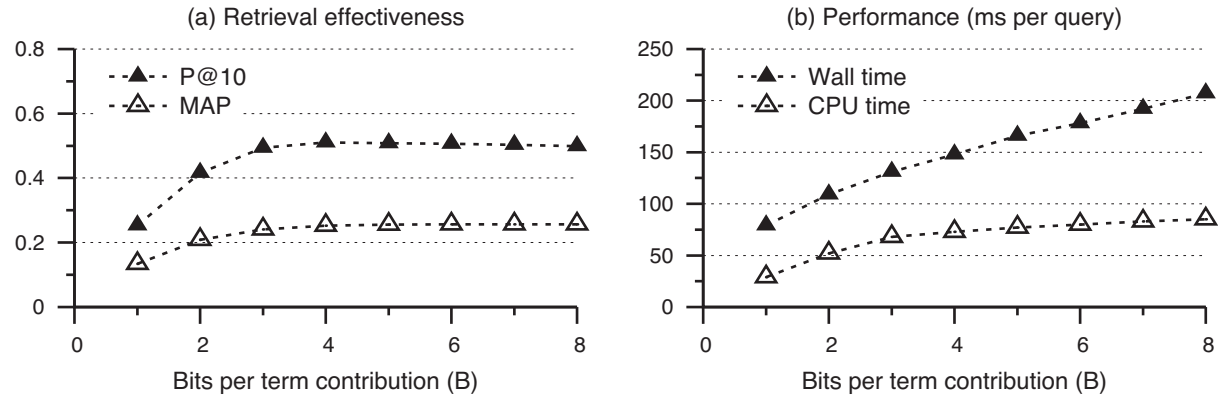 (a) Retrieval effectiveness
0.8
0.6
0.4
0.2
0
P@10
MAP
0 2 4 6 8
Bits per term contribution (B)
(b) Performance (ms per query)
250
200
150
100
50
0
Wall time
CPU time
0 2 4 6 8
Bits per term contribution (B)